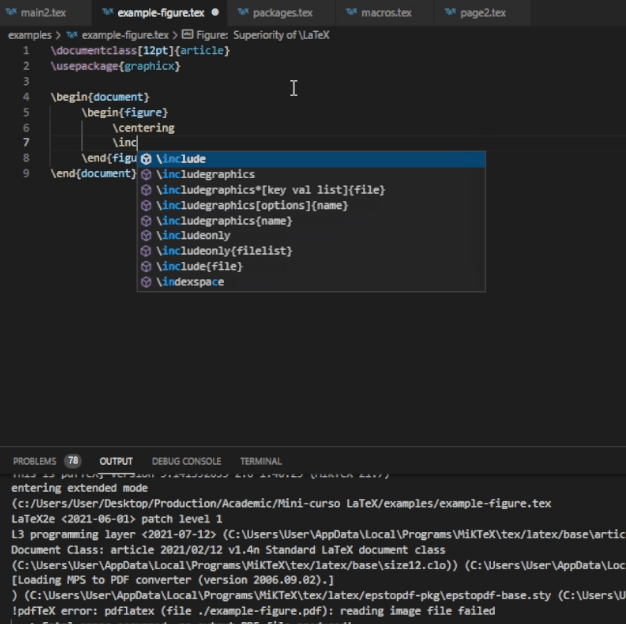 main2.tex example-figure.tex packages.tex macros.tex page2.tex
examples > example-figure.tex > Figure: Superiority of \LaTeX
1 \documentclass[12pt]{article}
2 \usepackage{graphicx}
3
4 \begin{document}
5 \begin{figure}
6 \centering
7 \inc
8 \end{figu
9 \end{document}
\include
\includegraphics
\includegraphics*[key val list]{file}
\includegraphics[options]{name}
\includegraphics{name}
\includeonly
\includeonly{filelist}
\include{file}
\indexspace
PROBLEMS 78 OUTPUT DEBUG CONSOLE TERMINAL
entering extended mode
(c:/Users/User/Desktop/Production/Academic/Mini-curso LaTeX/examples/example-figure.tex
LaTeX2e <2021-06-01> patch level 1
L3 programming layer <2021-07-12> (C:\Users\User\AppData\Local\Programs\MiKTeX\tex/latex/base\artic
Document Class: article 2021/02/12 v1.4n Standard LaTeX document class
(C:\Users\User\AppData\Local\Programs\MiKTeX\tex/latex/base\size12.clo)) (C:\Users\User\AppData\Loc
[Loading MPS to PDF converter (version 2006.09.02).]
) (C:\Users\User\AppData\Local\Programs\MiKTeX\tex/latex/epstopdf-pkg\epstopdf-base.sty (C:\Users\U
!pdfTeX error: pdflatex (file ./example-figure.pdf): reading image file failed